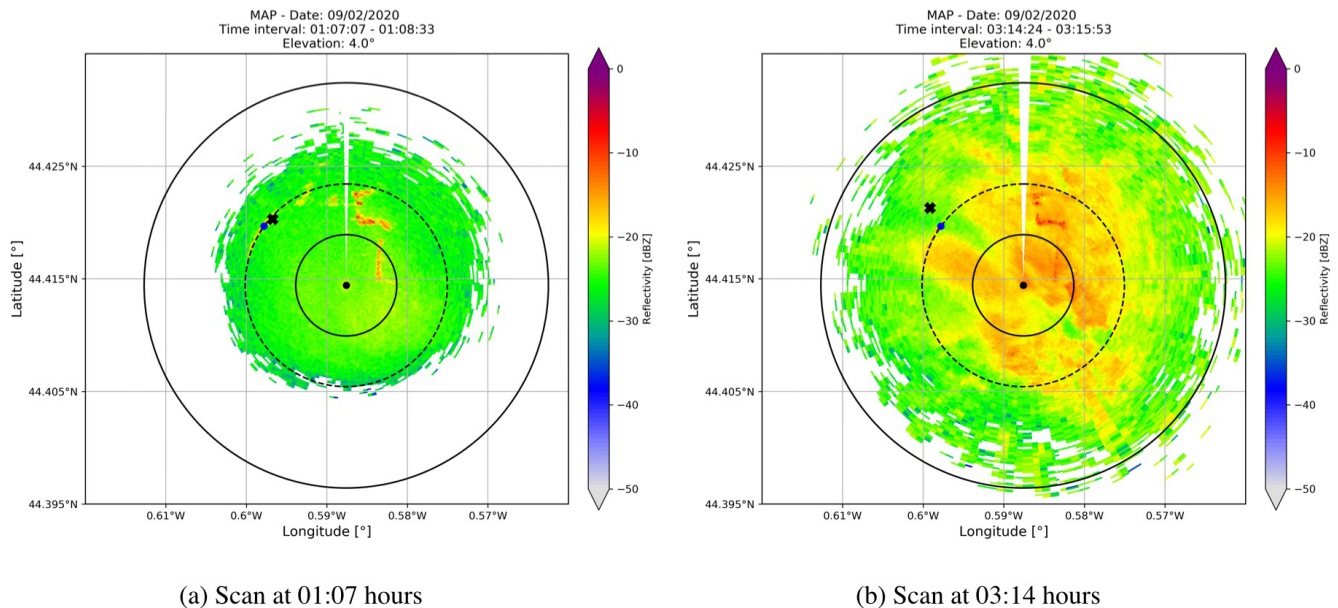 MAP - Date: 09/02/2020
Time interval: 01:07:07 - 01:08:33
Elevation: 4.0°
44.425°N
44.415°N
44.405°N
44.395°N
Latitude [°]
0.61°W 0.6°W 0.59°W 0.58°W 0.57°W
Longitude [°]
0
−10
−20
−30
−40
−50
Reflectivity [dBZ]
(a) Scan at 01:07 hours
MAP - Date: 09/02/2020
Time interval: 03:14:24 - 03:15:53
Elevation: 4.0°
44.425°N
44.415°N
44.405°N
44.395°N
Latitude [°]
0.61°W 0.6°W 0.59°W 0.58°W 0.57°W
Longitude [°]
0
−10
−20
−30
−40
−50
Reflectivity [dBZ]
(b) Scan at 03:14 hours